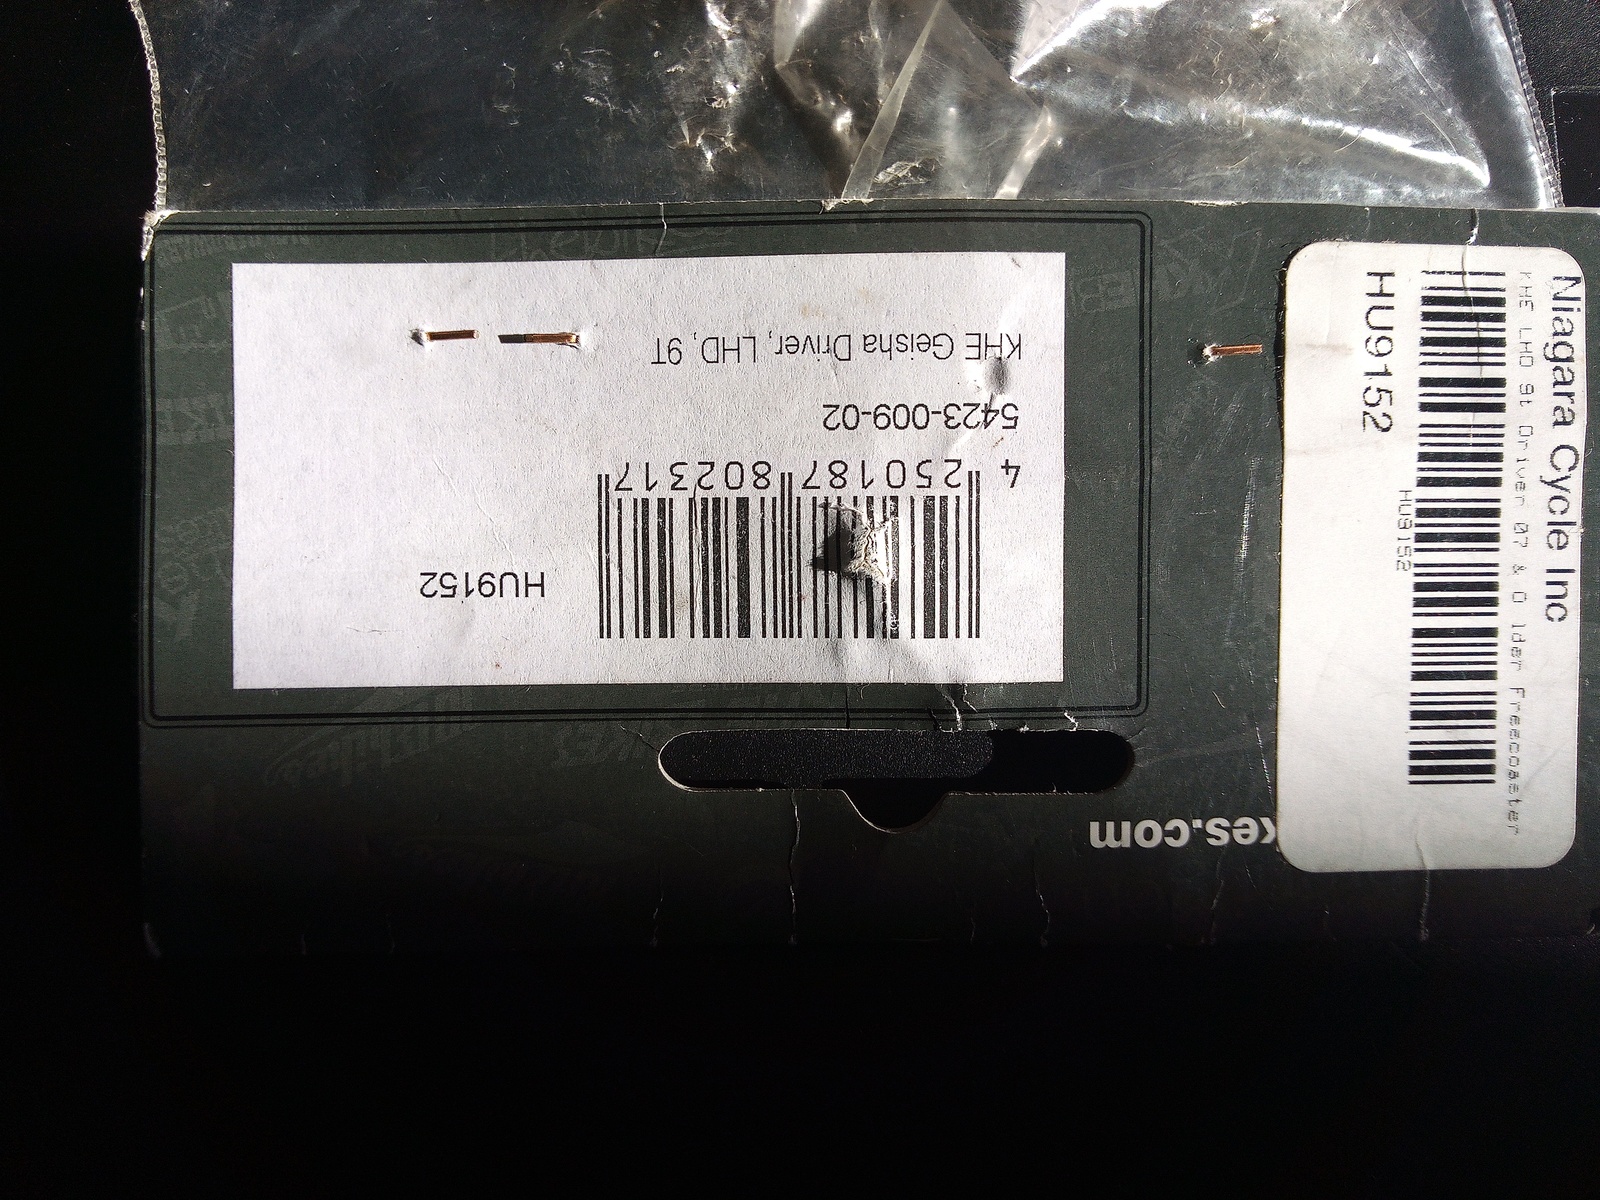 KHE Geisha Driver, LHD, 9T
5423-009-02
4 250187 802317
HU9152
kes.com
Niagara Cycle Inc
KHE LHD 9t Driver 07 & O lder Freecoaster
HU9152
HU9152